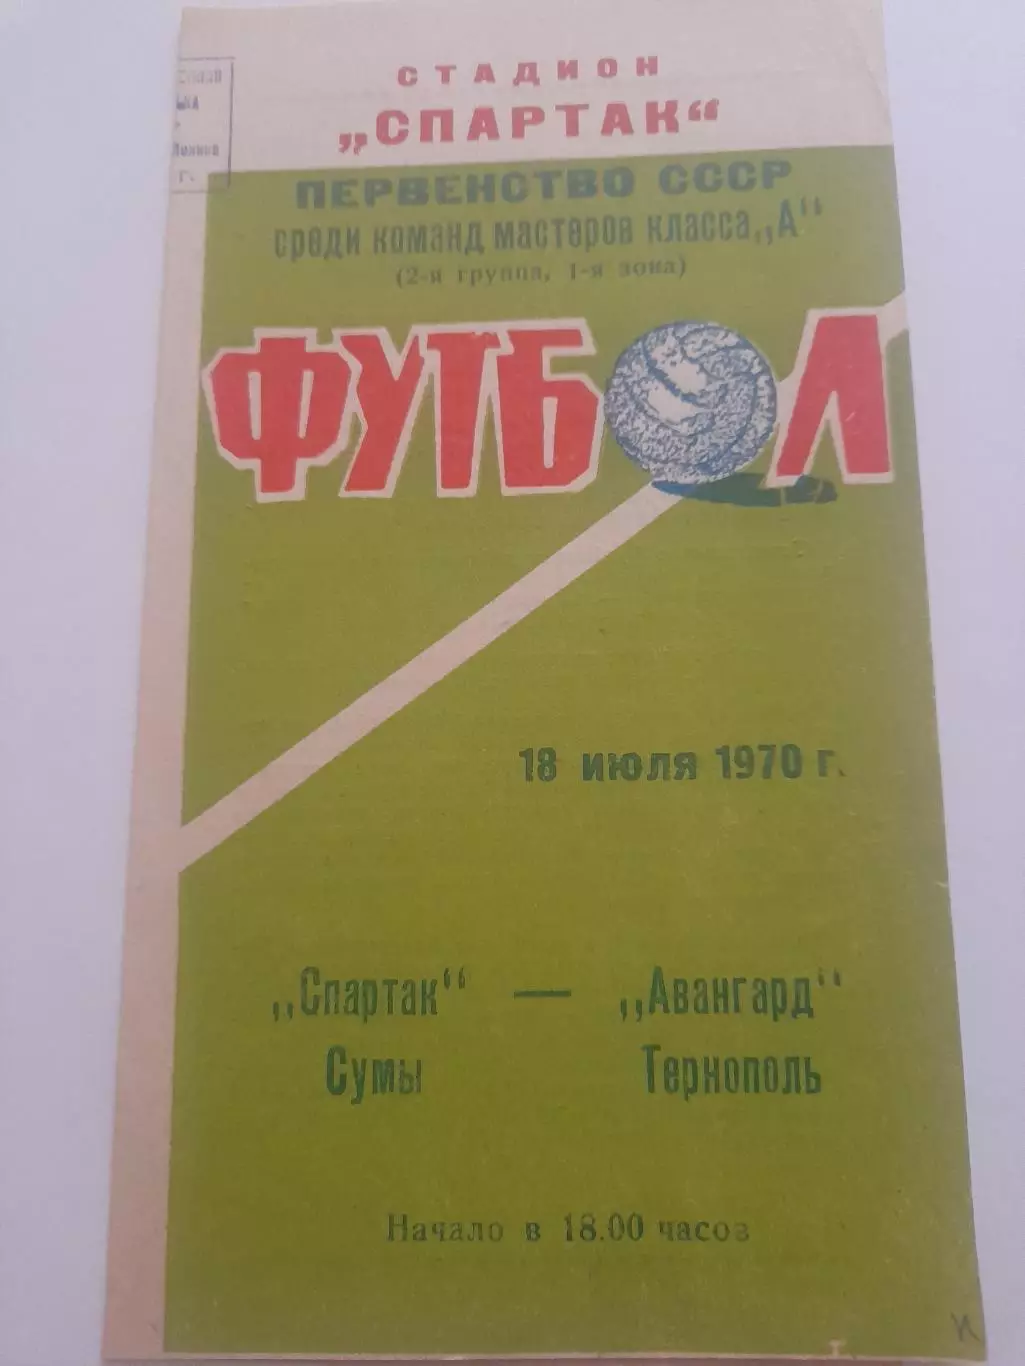 СТАДИОН
„СПАРТАК“
ПЕРВЕНСТВО СССР
среди команд мастеров класса „А“
(2-я группа, 1-я зона)
ФУТБОЛ
18 июля 1970 г.
„Спартак“ — „Авангард“
Сумы Тернополь
Начало в 18.00 часов